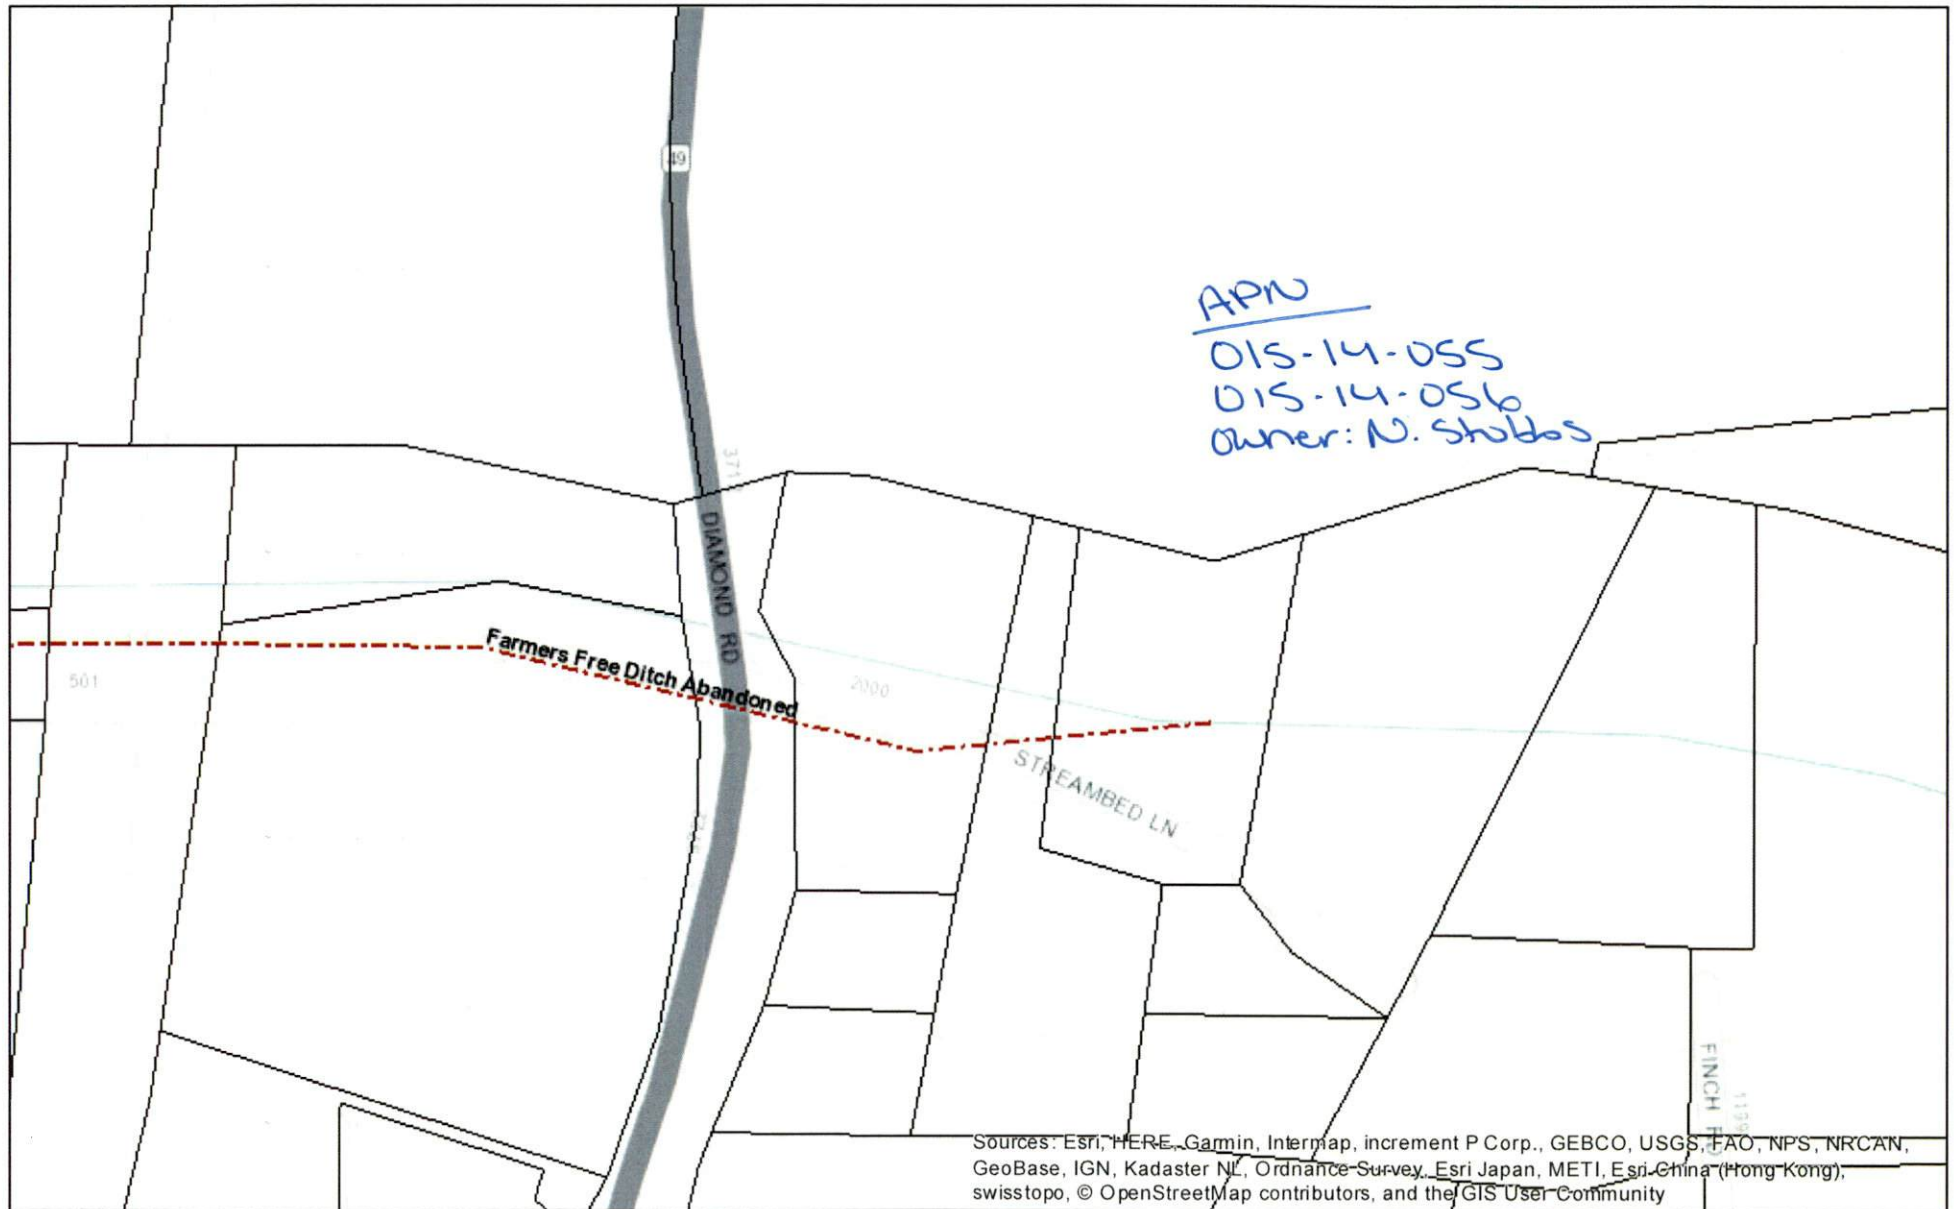 49
APN
015-14-055
015-14-056
owner: N. Stubbs
371
DIAMOND RD
Farmers Free Ditch Abandoned
501
2000
STREAMBED LN
FINCH RD
1199
Sources: Esri, HERE, Garmin, Intermap, increment P Corp., GEBCO, USGS, FAO, NPS, NRCAN,
GeoBase, IGN, Kadaster NL, Ordnance Survey, Esri Japan, METI, Esri China (Hong Kong),
swisstopo, © OpenStreetMap contributors, and the GIS User Community